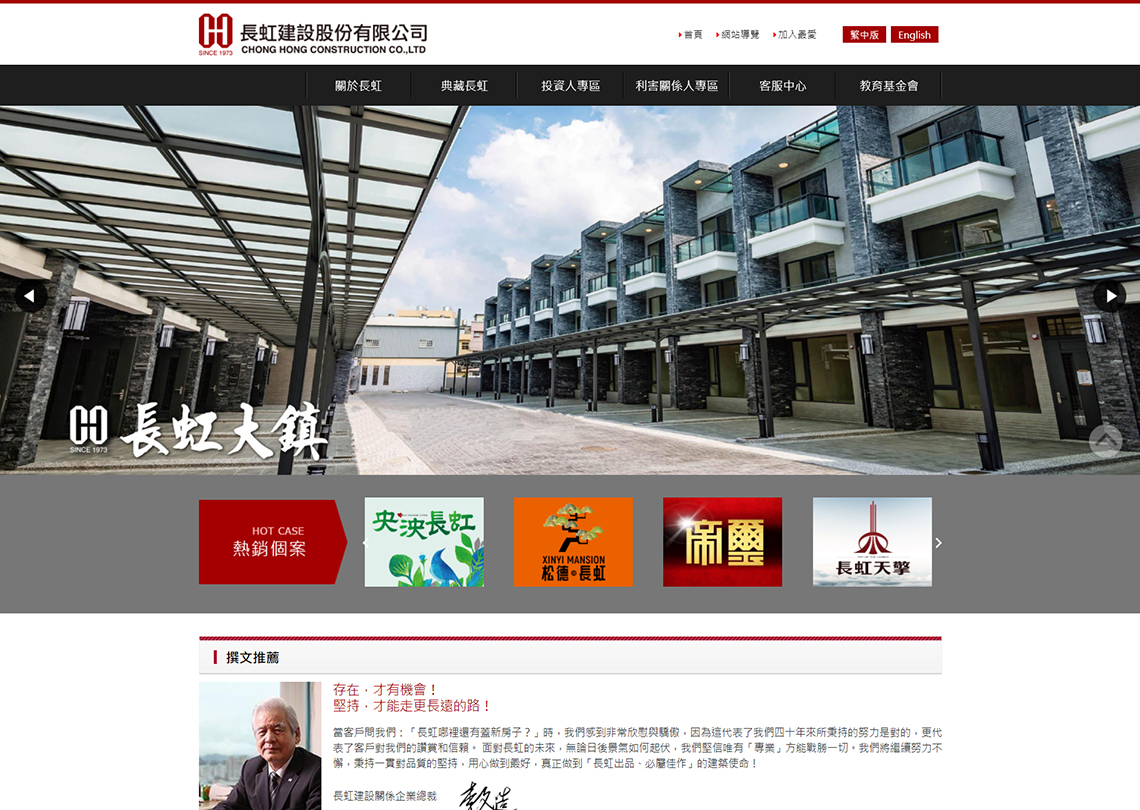 長虹建設股份有限公司
CHONG HONG CONSTRUCTION CO.,LTD
SINCE 1973
首頁 網站導覽 加入最愛 繁中版 English
關於長虹 典藏長虹 投資人專區 利害關係人專區 客服中心 教育基金會
長虹大鎮
SINCE 1973
HOT CASE
熱銷個案
央泱長虹
XINYI MANSION
松德•長虹
帝璽
長虹天擎
撰文推薦
存在，才有機會！
堅持，才能走更長遠的路！
當客戶問我們：「長虹哪裡還有蓋新房子？」時，我們感到非常欣慰與驕傲，因為這代表了我們四十年來所秉持的努力是對的，更代
表了客戶對我們的讚賞和信賴。 面對長虹的未來，無論日後景氣如何起伏，我們堅信唯有「專業」方能戰勝一切。我們將繼續努力不
懈，秉持一貫對品質的堅持，用心做到最好，真正做到「長虹出品、必屬佳作」的建築使命！
長虹建設關係企業總裁